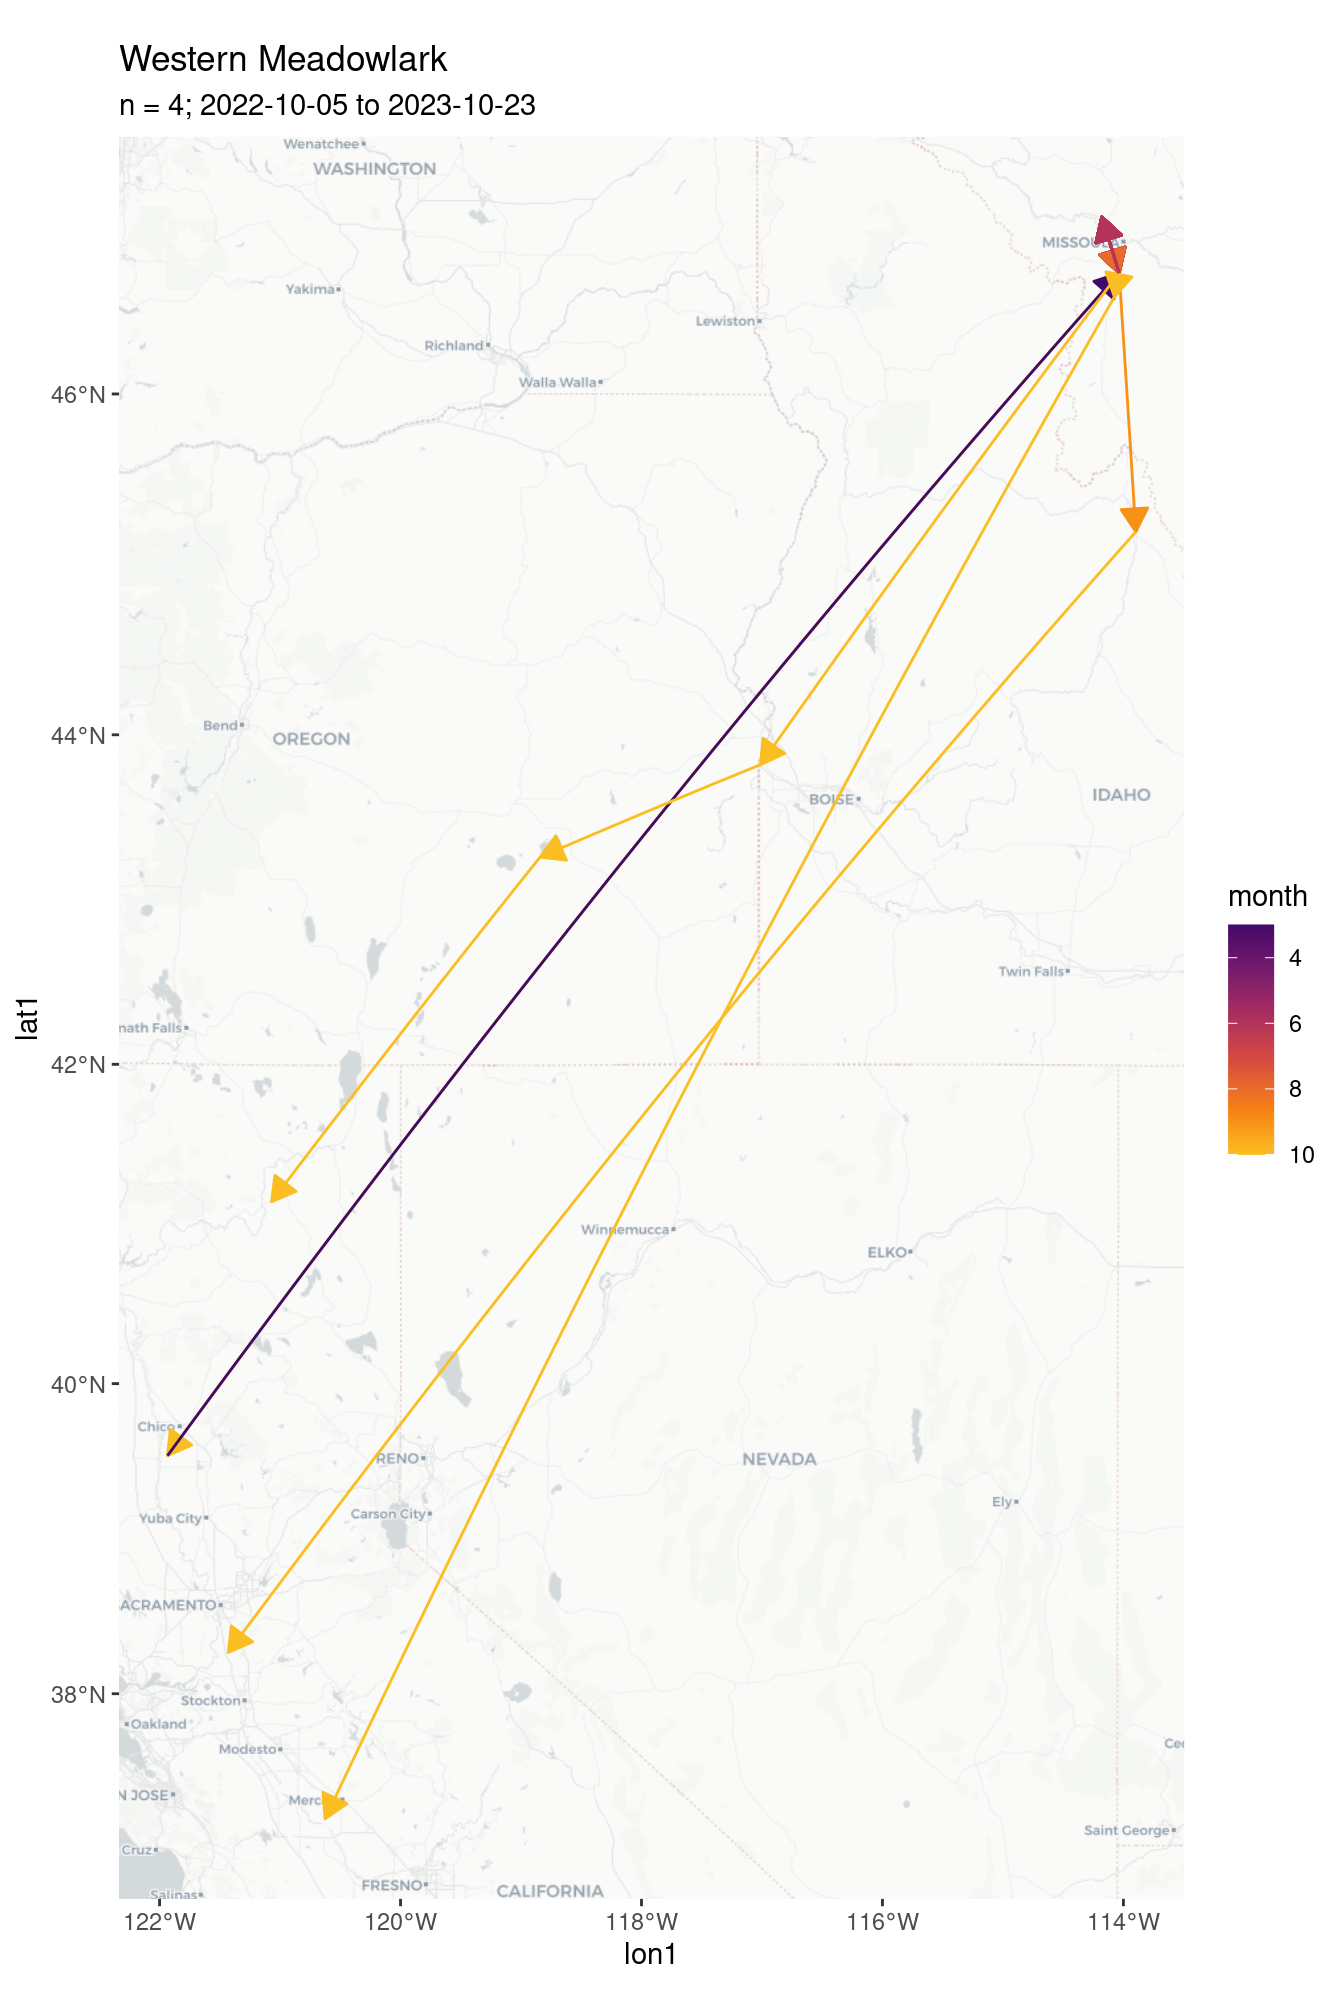 Western Meadowlark
n = 4; 2022-10-05 to 2023-10-23
Wenatchee
WASHINGTON
MISSOULA
Yakima
Lewiston
Richland
Walla Walla
46°N
Bend
OREGON
44°N
BOISE
IDAHO
month
4
6
8
10
Twin Falls
lat1
nath Falls
42°N
Winnemucca
ELKO
40°N
Chico
RENO
NEVADA
Ely
Yuba City
Carson City
ACRAMENTO
38°N
Stockton
Oakland
Modesto
Cec
N JOSE
Merc
Saint George
Cruz
FRESNO
CALIFORNIA
Salinas
122°W
120°W
118°W
116°W
114°W
lon1